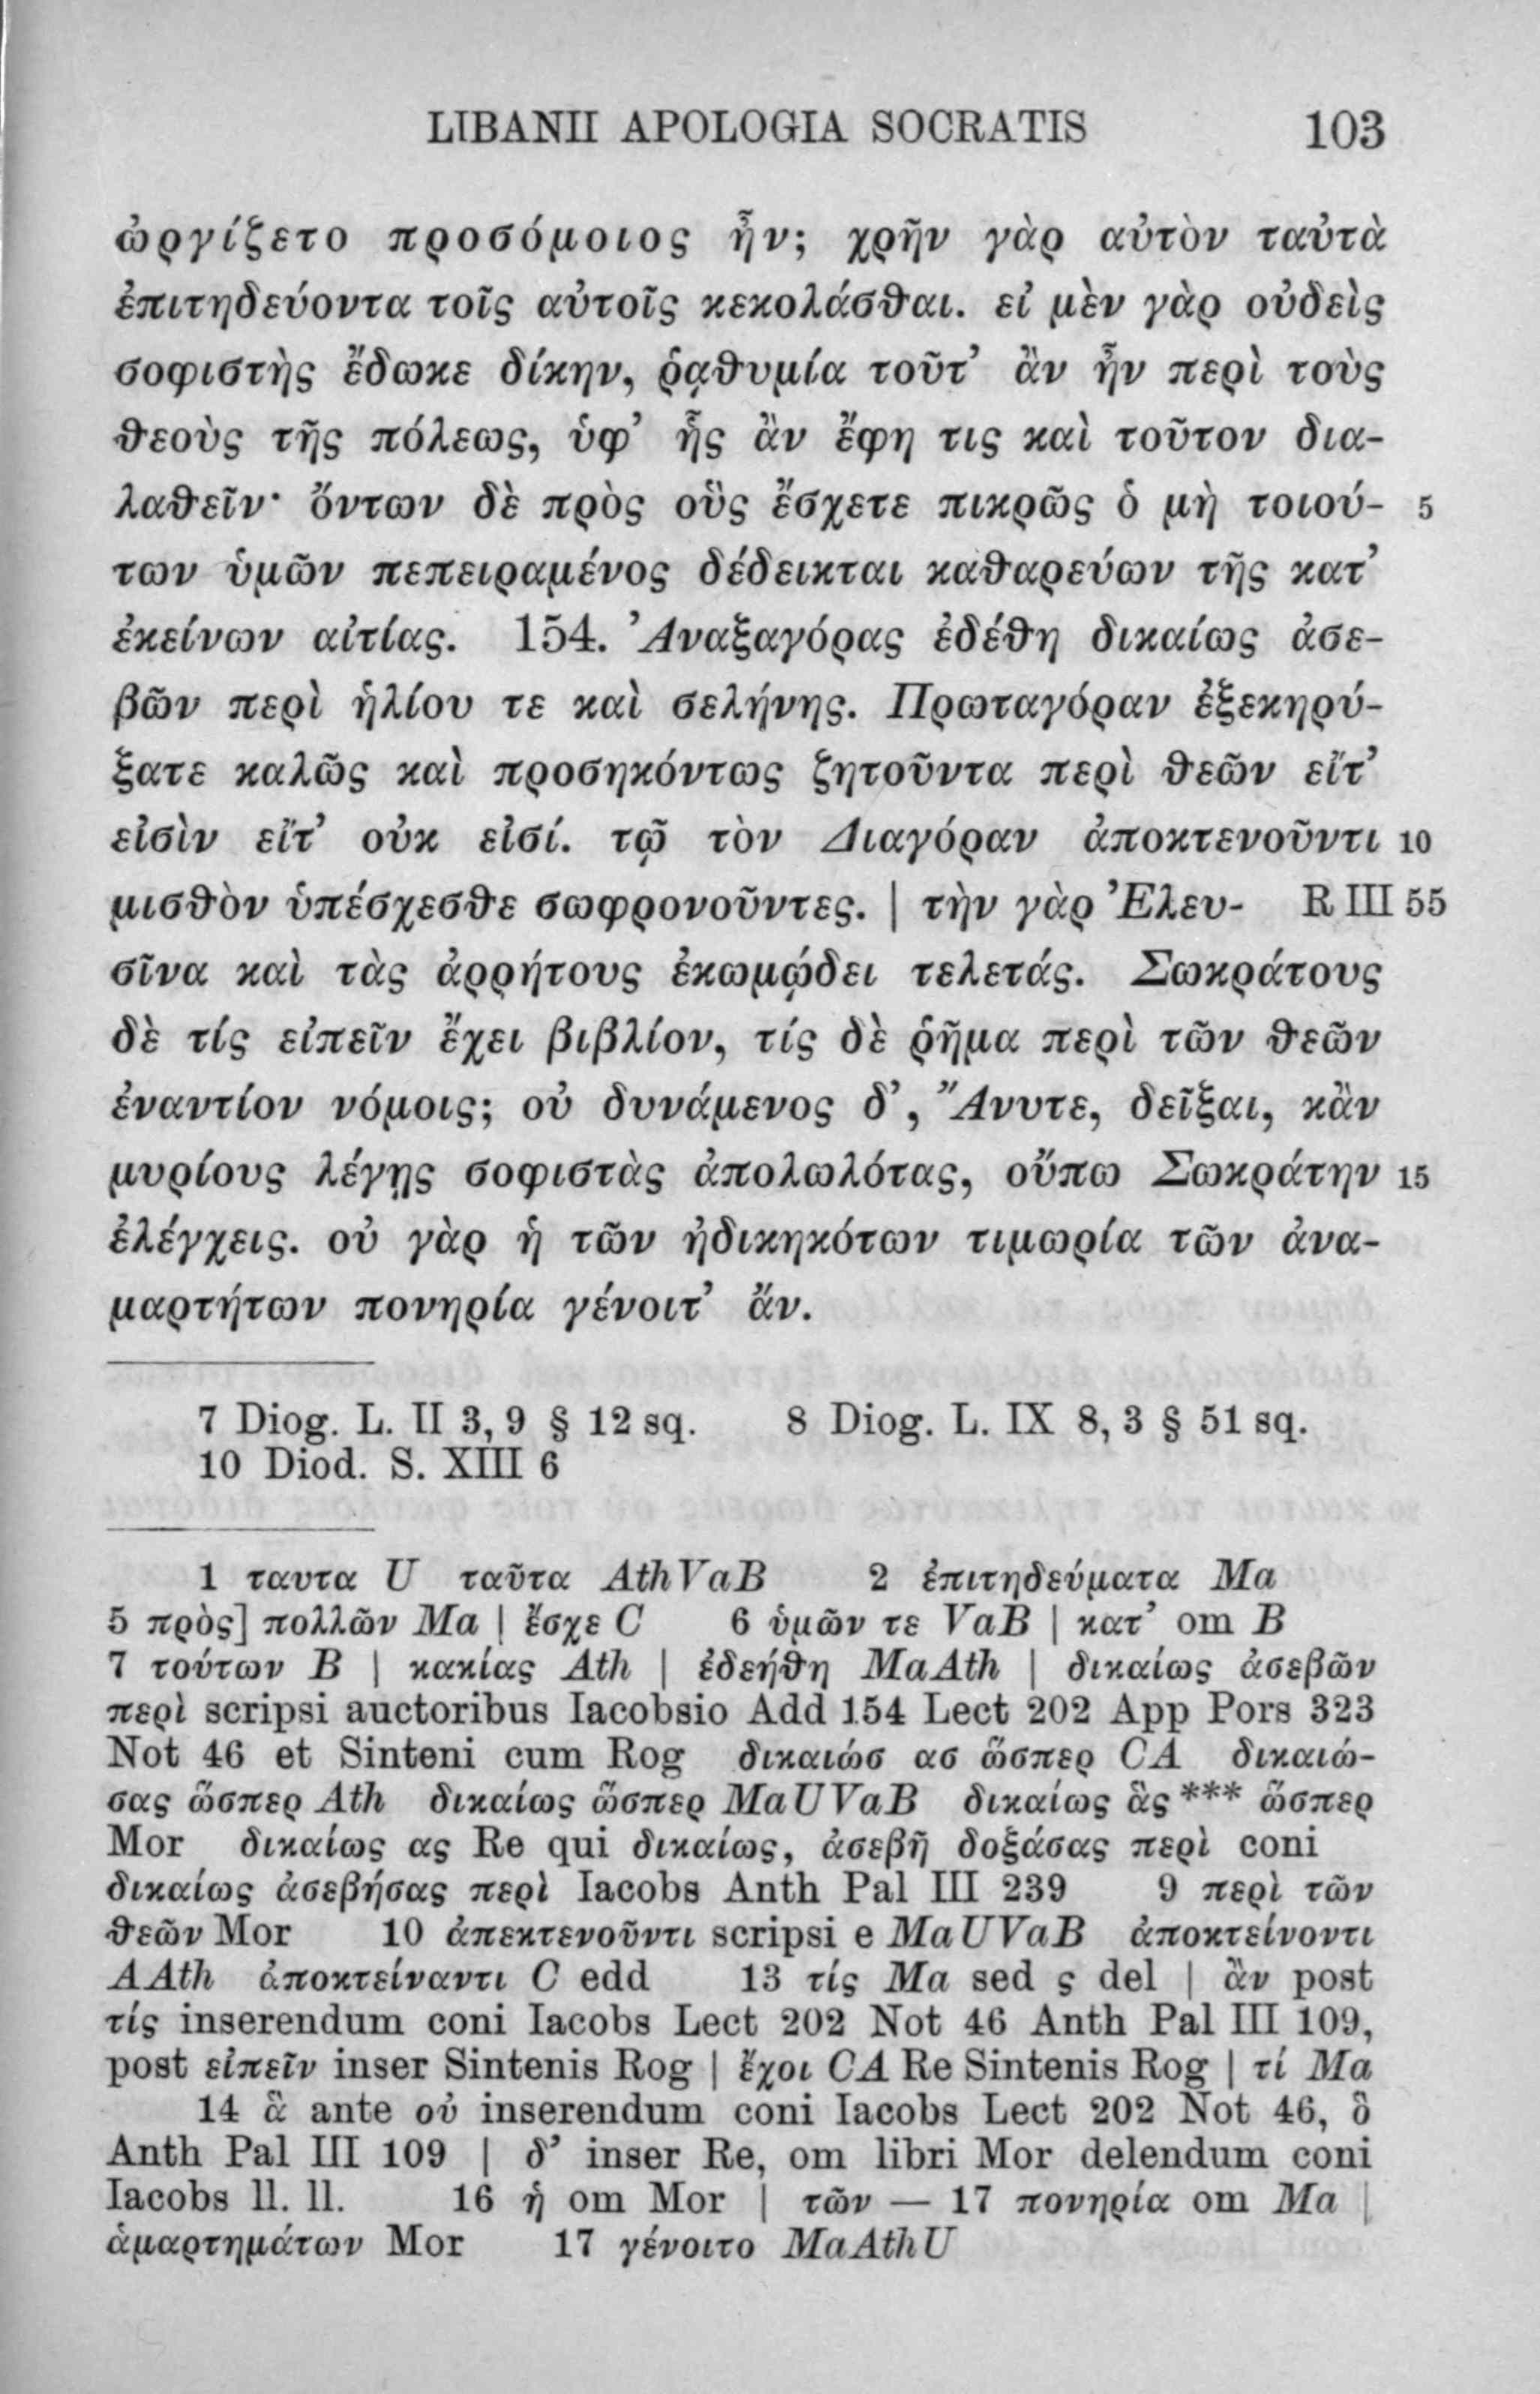 LIBANII APOLOGIA SOCRATIS 103
ὠργίζετο προσόμοιος ἦν; χρῆν γὰρ αὐτὸν ταὐτὰ
ἐπιτηδεύοντα τοῖς αὐτοῖς κεκολάσθαι. εἰ μὲν γὰρ οὐδεὶς
σοφιστὴς ἔδωκε δίκην, ῥᾳθυμία τοῦτ’ ἂν ἦν περὶ τοὺς
θεοὺς τῆς πόλεως, ὑφ’ ἧς ἂν ἔφη τις καὶ τοῦτον δια-
λαθεῖν· ὄντων δὲ πρὸς οὓς ἔσχετε πικρῶς ὁ μὴ τοιού- 5
των ὑμῶν πεπειραμένος δέδεικται καθαρεύων τῆς κατ’
ἐκείνων αἰτίας. 154. Ἀναξαγόρας ἐδέθη δικαίως ἀσε-
βῶν περὶ ἡλίου τε καὶ σελήνης. Πρωταγόραν ἐξεκηρύ-
ξατε καλῶς καὶ προσηκόντως ζητοῦντα περὶ θεῶν εἴτ’
εἰσὶν εἴτ’ οὐκ εἰσί. τῷ τὸν Διαγόραν ἀποκτενοῦντι 10
μισθὸν ὑπέσχεσθε σωφρονοῦντες. | τὴν γὰρ Ἐλευ- R III 55
σῖνα καὶ τὰς ἀρρήτους ἐκωμῴδει τελετάς. Σωκράτους
δὲ τίς εἰπεῖν ἔχει βιβλίον, τίς δὲ ῥῆμα περὶ τῶν θεῶν
ἐναντίον νόμοις; οὐ δυνάμενος δ’, Ἄνυτε, δεῖξαι, κἂν
μυρίους λέγῃς σοφιστὰς ἀπολωλότας, οὔπω Σωκράτην 15
ἐλέγχεις. οὐ γὰρ ἡ τῶν ἠδικηκότων τιμωρία τῶν ἀνα-
μαρτήτων πονηρία γένοιτ’ ἄν.
7 Diog. L. II 3, 9 § 12 sq. 8 Diog. L. IX 8, 3 § 51 sq.
10 Diod. S. XIII 6
1 ταυτα U ταῦτα AthVaB 2 ἐπιτηδεύματα Ma
5 πρὸς] πολλῶν Ma | ἔσχε C 6 ὑμῶν τε VaB | κατ’ om B
7 τούτων B | κακίας Ath | ἐδεήθη MaAth | δικαίως ἀσεβῶν
περὶ scripsi auctoribus Iacobsio Add 154 Lect 202 App Pors 323
Not 46 et Sinteni cum Rog δικαιώσ ασ ὥσπερ CA δικαιώ-
σας ὥσπερ Ath δικαίως ὥσπερ MaUVaB δικαίως ἃς *** ὥσπερ
Mor δικαίως ας Re qui δικαίως, ἀσεβῆ δοξάσας περὶ coni
δικαίως ἀσεβήσας περὶ Iacobs Anth Pal III 239 9 περὶ τῶν
θεῶν Mor 10 ἀπεκτενοῦντι scripsi e MaUVaB ἀποκτείνοντι
AAth ἀποκτείναντι C edd 13 τίς Ma sed ς del | ἂν post
τίς inserendum coni Iacobs Lect 202 Not 46 Anth Pal III 109,
post εἰπεῖν inser Sintenis Rog | ἔχοι CA Re Sintenis Rog | τί Ma
14 ἃ ante οὐ inserendum coni Iacobs Lect 202 Not 46, ὃ
Anth Pal III 109 | δ’ inser Re, om libri Mor delendum coni
Iacobs ll. ll. 16 ἡ om Mor | τῶν — 17 πονηρία om Ma |
ἁμαρτημάτων Mor 17 γένοιτο MaAthU